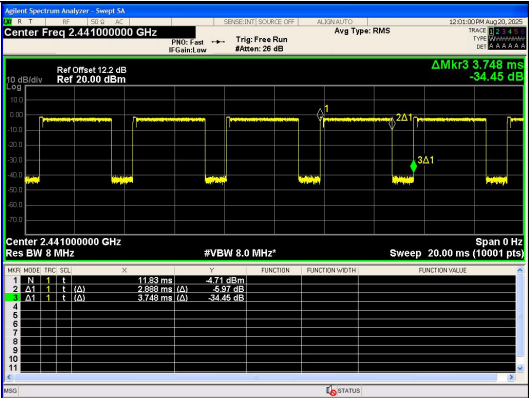 Agilent Spectrum Analyzer - Swept SA
R T RF 50 Ω AC SENSE:INT SOURCE OFF ALIGN AUTO 12:01:00 PM Aug 20, 2025
Center Freq 2.441000000 GHz Avg Type: RMS TRACE 1 2 3 4 5 6
PNO: Fast Trig: Free Run TYPE
IFGain:Low #Atten: 26 dB DET A A A A A A
ΔMkr3 3.748 ms
-34.45 dB
Ref Offset 12.2 dB
10 dB/div Ref 20.00 dBm
Log
10.0
0.00
-10.0
-20.0
-30.0
-40.0
-50.0
-60.0
-70.0
1
2Δ1
3Δ1
Center 2.441000000 GHz Span 0 Hz
Res BW 8 MHz #VBW 8.0 MHz* Sweep 20.00 ms (10001 pts)
MKR MODE TRC SCL X Y FUNCTION FUNCTION WIDTH FUNCTION VALUE
1 N 1 t 11.83 ms -4.71 dBm
2 Δ1 1 t (Δ) 2.888 ms (Δ) -5.97 dB
3 Δ1 1 t (Δ) 3.748 ms (Δ) -34.45 dB
4
5
6
7
8
9
10
11
MSG STATUS